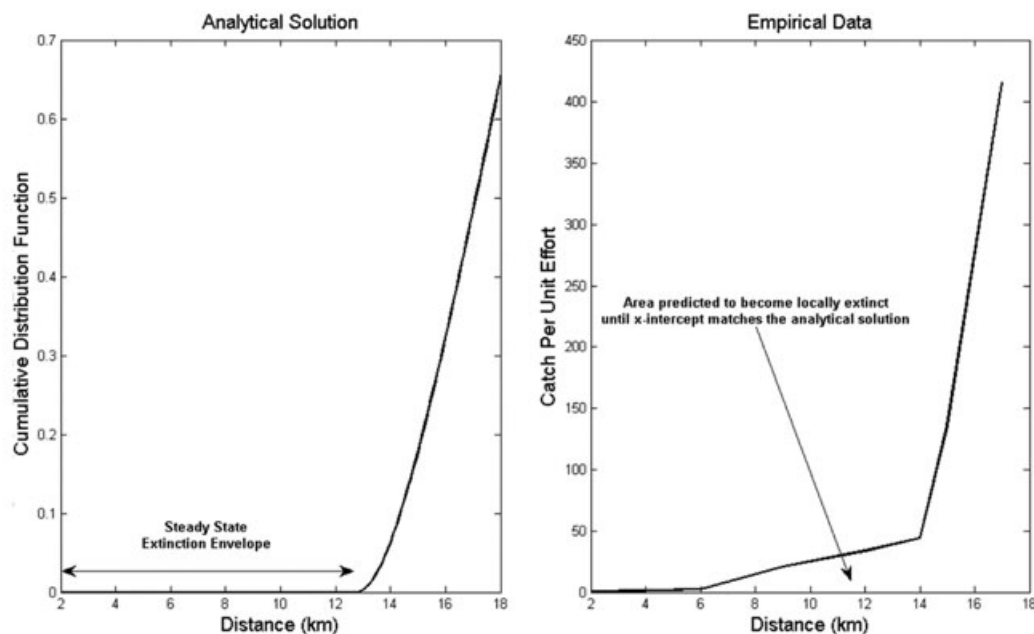 Analytical Solution
Cumulative Distribution Function
0.7
0.6
0.5
0.4
0.3
0.2
0.1
0
Steady State
Extinction Envelope
2 4 6 8 10 12 14 16 18
Distance (km)
Empirical Data
Catch Per Unit Effort
450
400
350
300
250
200
150
100
50
0
Area predicted to become locally extinct
until x-intercept matches the analytical solution
2 4 6 8 10 12 14 16 18
Distance (km)